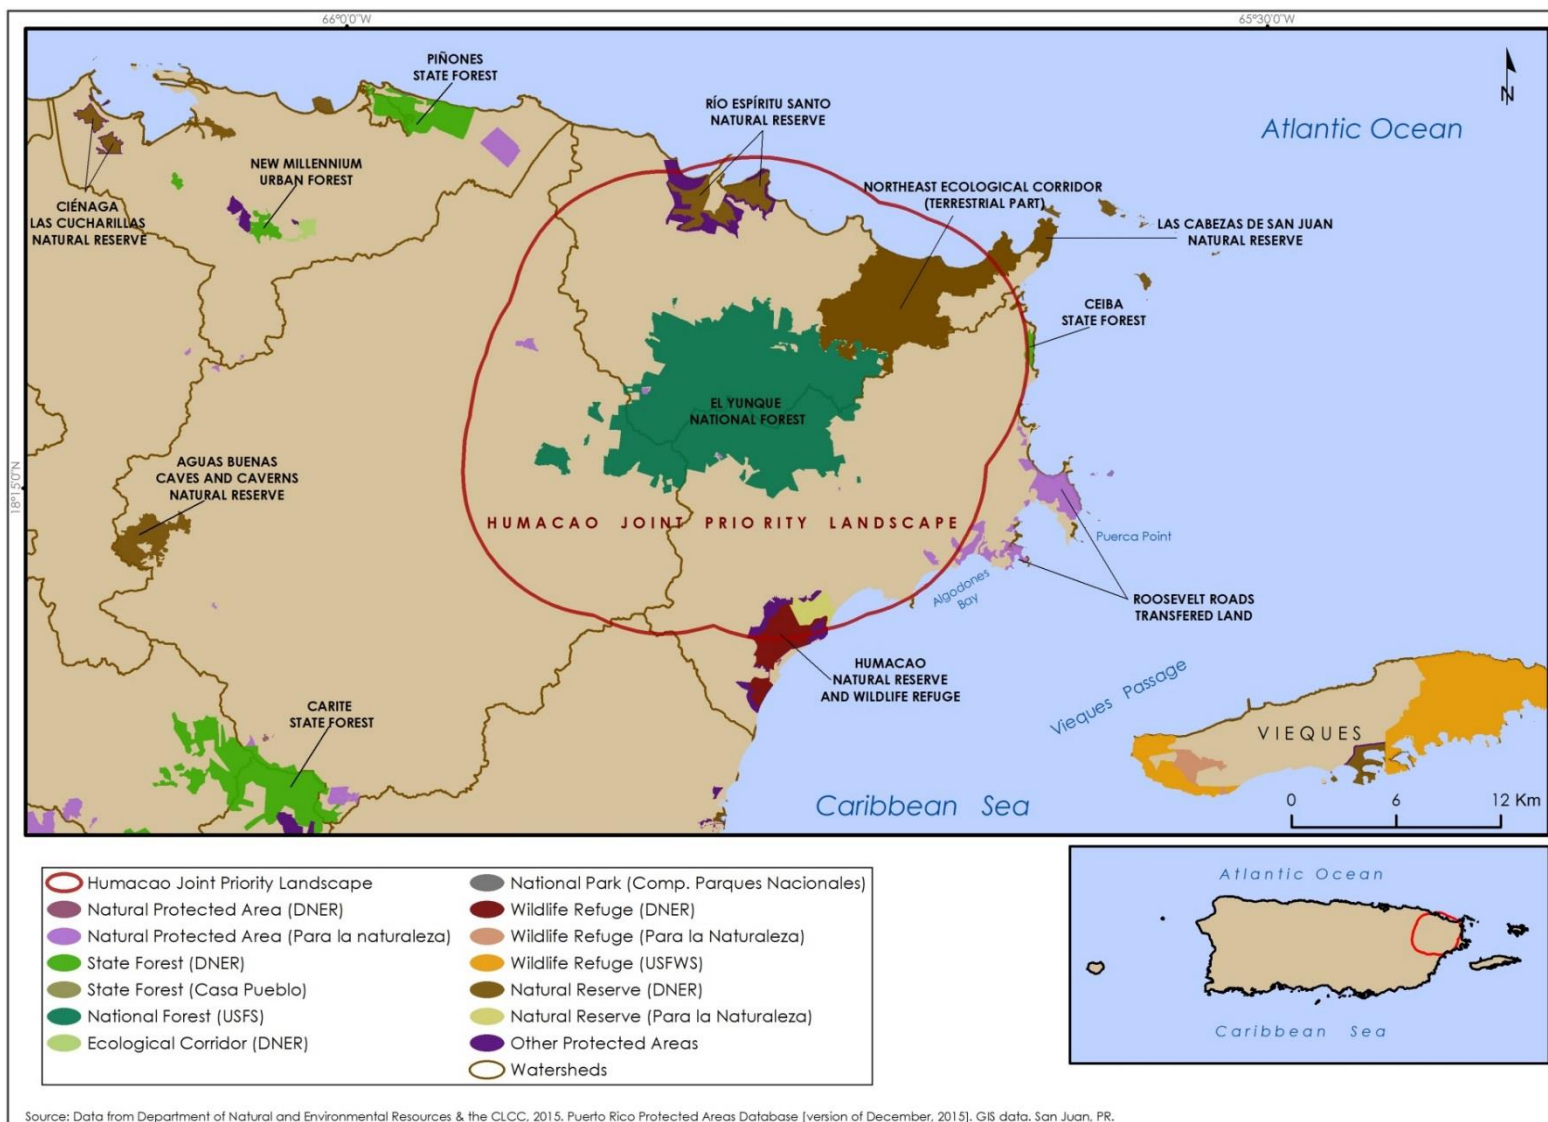 66°0'0"W
65°30'0"W
18°15'0"N
N
PIÑONES
STATE FOREST
RÍO ESPÍRITU SANTO
NATURAL RESERVE
Atlantic Ocean
NEW MILLENNIUM
URBAN FOREST
NORTHEAST ECOLOGICAL CORRIDOR
(TERRESTRIAL PART)
CIÉNAGA
LAS CUCHARILLAS
NATURAL RESERVE
LAS CABEZAS DE SAN JUAN
NATURAL RESERVE
CEIBA
STATE FOREST
EL YUNQUE
NATIONAL FOREST
AGUAS BUENAS
CAVES AND CAVERNS
NATURAL RESERVE
HUMACAO JOINT PRIORITY LANDSCAPE
Puerca Point
Algodones
Bay
ROOSEVELT ROADS
TRANSFERED LAND
HUMACAO
NATURAL RESERVE
AND WILDLIFE REFUGE
Vieques Passage
CARITE
STATE FOREST
VIEQUES
Caribbean Sea
0 6 12 Km
Humacao Joint Priority Landscape
Natural Protected Area (DNER)
Natural Protected Area (Para la naturaleza)
State Forest (DNER)
State Forest (Casa Pueblo)
National Forest (USFS)
Ecological Corridor (DNER)
National Park (Comp. Parques Nacionales)
Wildlife Refuge (DNER)
Wildlife Refuge (Para la Naturaleza)
Wildlife Refuge (USFWS)
Natural Reserve (DNER)
Natural Reserve (Para la Naturaleza)
Other Protected Areas
Watersheds
Atlantic Ocean
Caribbean Sea
Source: Data from Department of Natural and Environmental Resources & the CLCC, 2015. Puerto Rico Protected Areas Database [version of December, 2015]. GIS data. San Juan, PR.